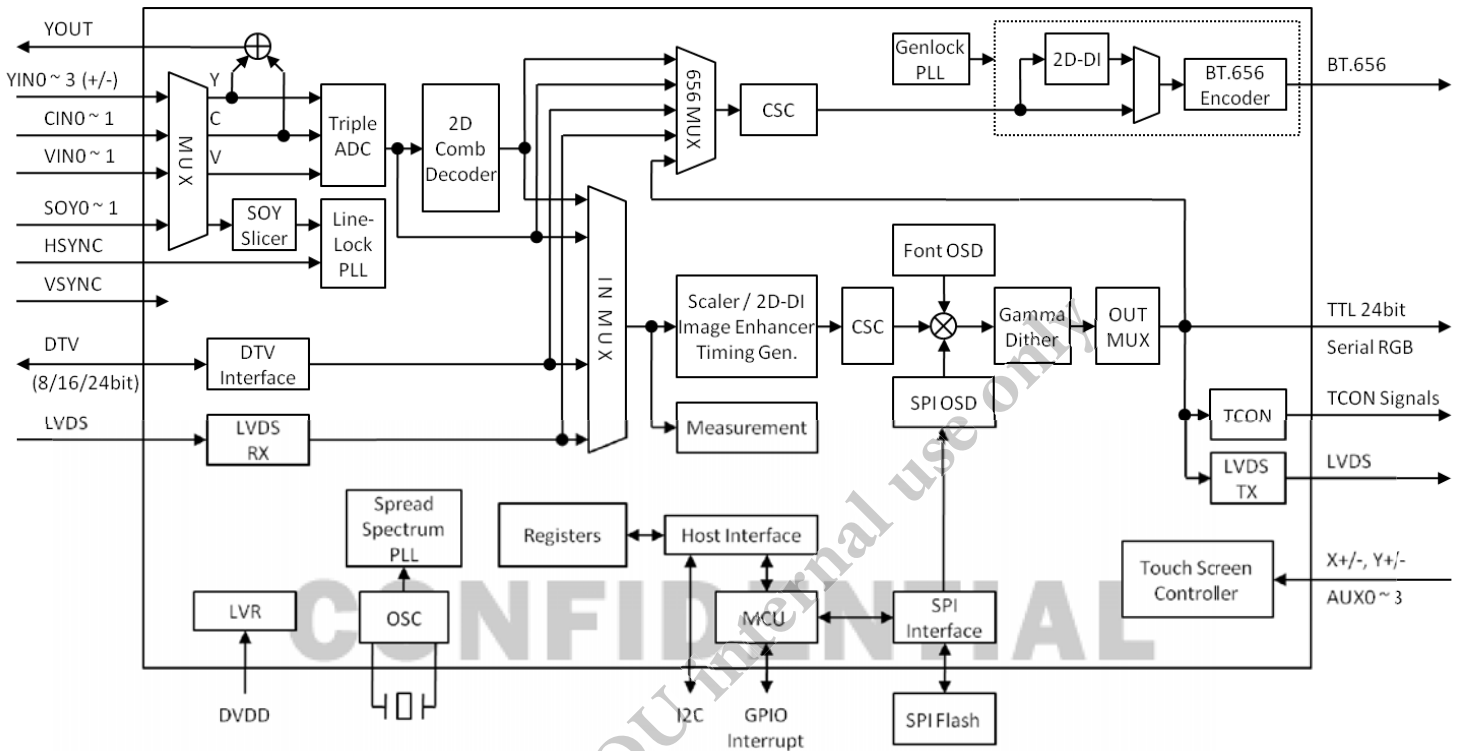 YOUT
YIN0 ~ 3 (+/-)
CIN0 ~ 1
VIN0 ~ 1
SOY0 ~ 1
HSYNC
VSYNC
DTV
(8/16/24bit)
LVDS
MUX
Y
C
V
Triple
ADC
2D
Comb
Decoder
SOY
Slicer
Line-
Lock
PLL
DTV
Interface
LVDS
RX
IN MUX
656 MUX
CSC
Genlock
PLL
2D-DI
BT.656
Encoder
BT.656
Scaler / 2D-DI
Image Enhancer
Timing Gen.
CSC
Font OSD
Gamma
Dither
OUT
MUX
SPI OSD
Measurement
TTL 24bit
Serial RGB
TCON
TCON Signals
LVDS
TX
LVDS
Spread
Spectrum
PLL
Registers
Host Interface
LVR
OSC
MCU
SPI
Interface
Touch Screen
Controller
X+/-, Y+/-
AUX0 ~ 3
DVDD
I2C
GPIO
Interrupt
SPI Flash
CONFIDENTIAL
OU internal use only